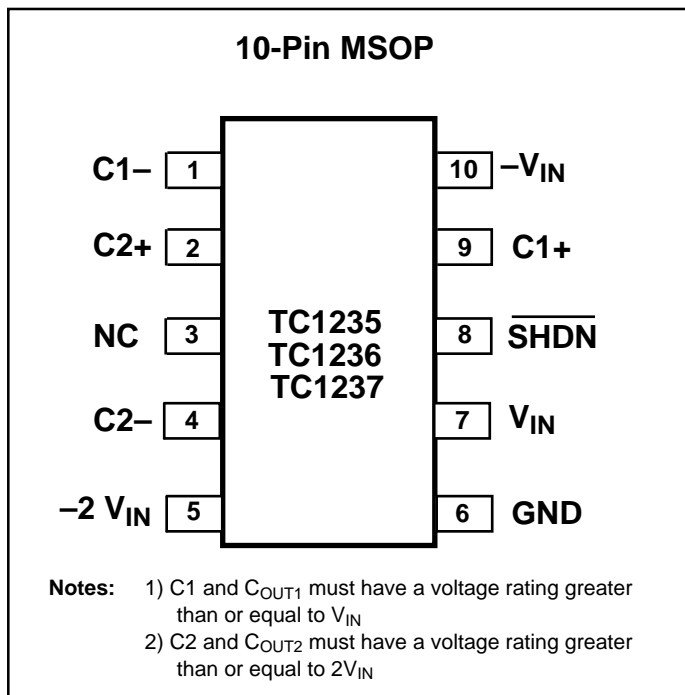 10-Pin MSOP
C1– 1 10 –VIN
C2+ 2 9 C1+
NC 3 TC1235 8 SHDN
TC1236
TC1237
C2– 4 7 VIN
–2 VIN 5 6 GND
Notes: 1) C1 and COUT1 must have a voltage rating greater
than or equal to VIN
2) C2 and COUT2 must have a voltage rating greater
than or equal to 2VIN